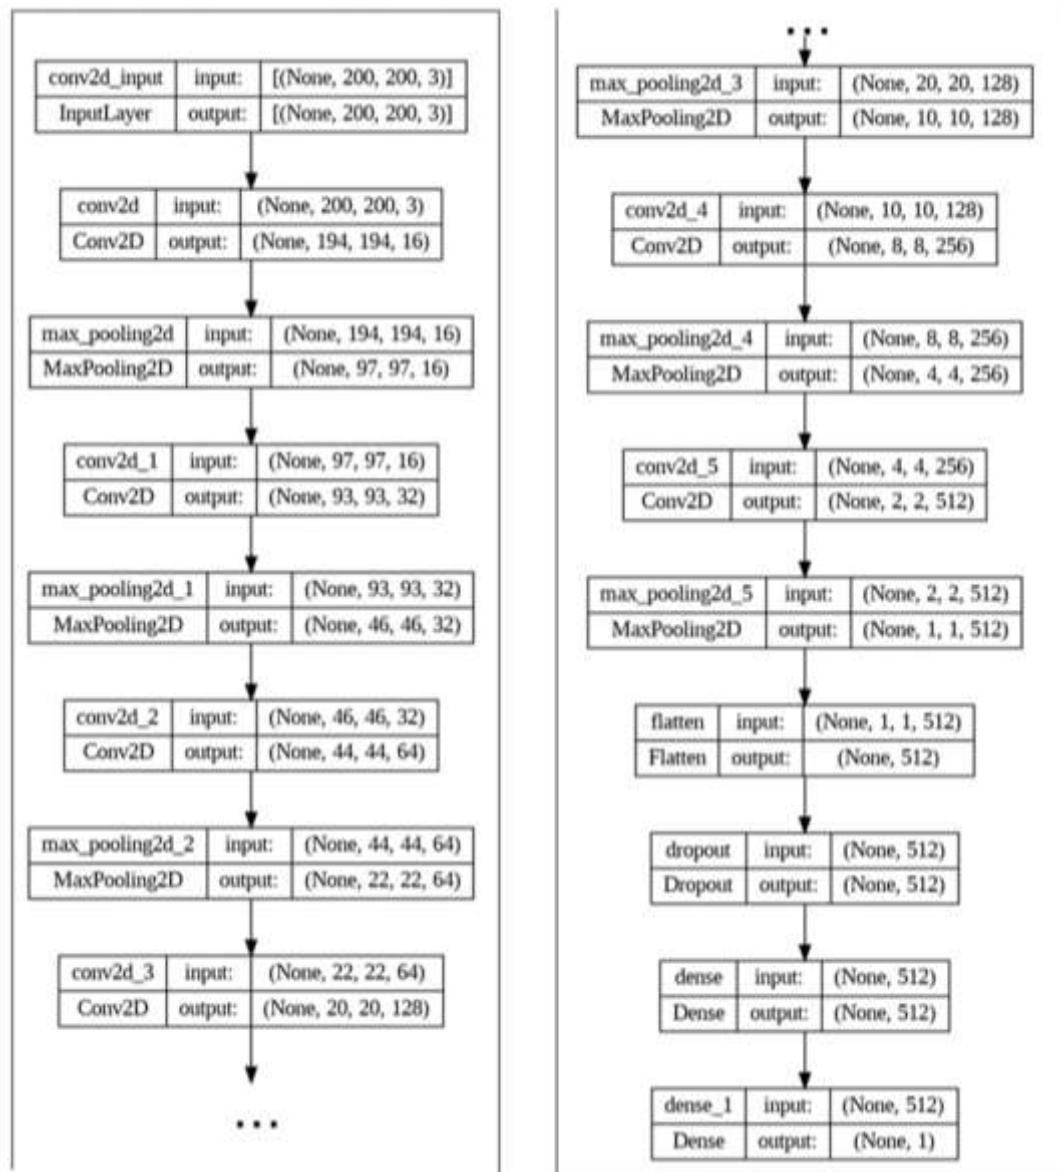 conv2d_input input: [(None, 200, 200, 3)]
InputLayer output: [(None, 200, 200, 3)]
conv2d input: (None, 200, 200, 3)
Conv2D output: (None, 194, 194, 16)
max_pooling2d input: (None, 194, 194, 16)
MaxPooling2D output: (None, 97, 97, 16)
conv2d_1 input: (None, 97, 97, 16)
Conv2D output: (None, 93, 93, 32)
max_pooling2d_1 input: (None, 93, 93, 32)
MaxPooling2D output: (None, 46, 46, 32)
conv2d_2 input: (None, 46, 46, 32)
Conv2D output: (None, 44, 44, 64)
max_pooling2d_2 input: (None, 44, 44, 64)
MaxPooling2D output: (None, 22, 22, 64)
conv2d_3 input: (None, 22, 22, 64)
Conv2D output: (None, 20, 20, 128)
...
...
max_pooling2d_3 input: (None, 20, 20, 128)
MaxPooling2D output: (None, 10, 10, 128)
conv2d_4 input: (None, 10, 10, 128)
Conv2D output: (None, 8, 8, 256)
max_pooling2d_4 input: (None, 8, 8, 256)
MaxPooling2D output: (None, 4, 4, 256)
conv2d_5 input: (None, 4, 4, 256)
Conv2D output: (None, 2, 2, 512)
max_pooling2d_5 input: (None, 2, 2, 512)
MaxPooling2D output: (None, 1, 1, 512)
flatten input: (None, 1, 1, 512)
Flatten output: (None, 512)
dropout input: (None, 512)
Dropout output: (None, 512)
dense input: (None, 512)
Dense output: (None, 512)
dense_1 input: (None, 512)
Dense output: (None, 1)